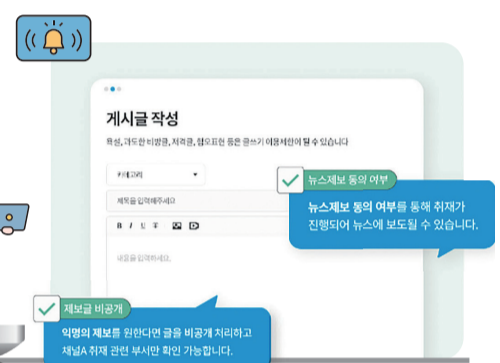 게시글 작성
욕설, 과도한 비방글, 저격글, 혐오표현 등은 글쓰기 이용제한이 될 수 있습니다
카테고리
뉴스제보 동의 여부
제목을 입력해주세요
뉴스제보 동의 여부를 통해 취재가
진행되어 뉴스에 보도될 수 있습니다.
B I U T
내용을 입력하세요.
제보글 비공개
익명의 제보를 원한다면 글을 비공개 처리하고
채널A 취재 관련 부서만 확인 가능합니다.